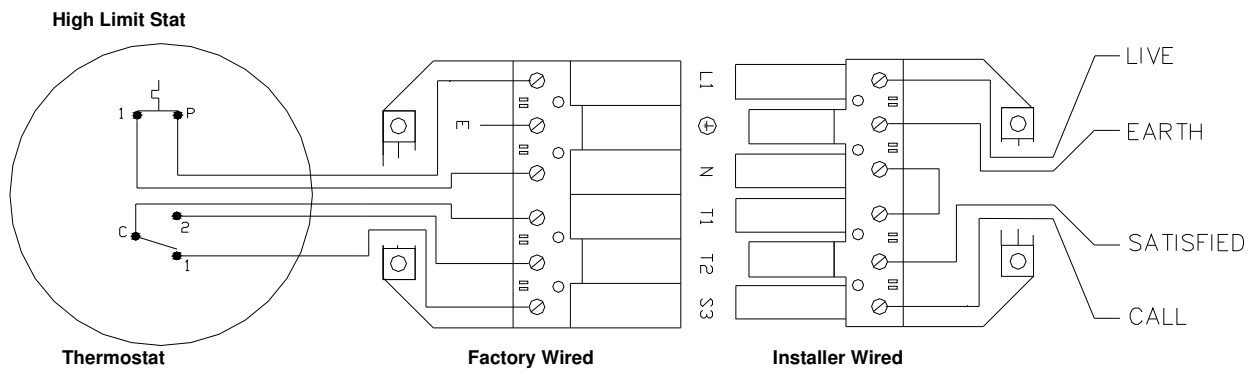 High Limit Stat
1
P
C
2
1
Thermostat
E
Factory Wired
L1
N
T1
T2
S3
Installer Wired
LIVE
EARTH
SATISFIED
CALL